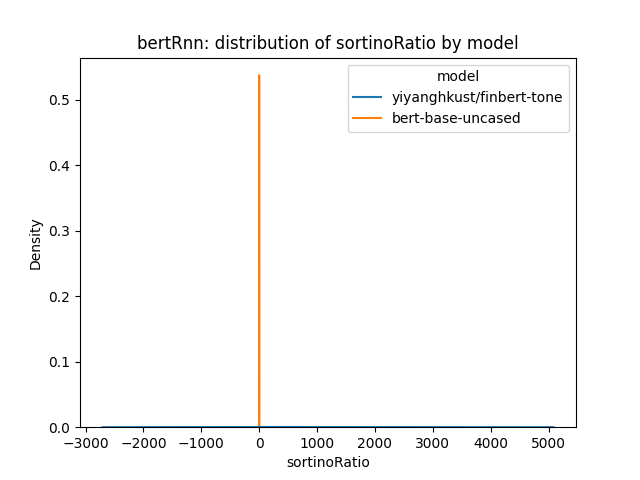 bertRnn: distribution of sortinoRatio by model
model
yiyanghkust/finbert-tone
bert-base-uncased
Density
0.5
0.4
0.3
0.2
0.1
0.0
−3000 −2000 −1000 0 1000 2000 3000 4000 5000
sortinoRatio